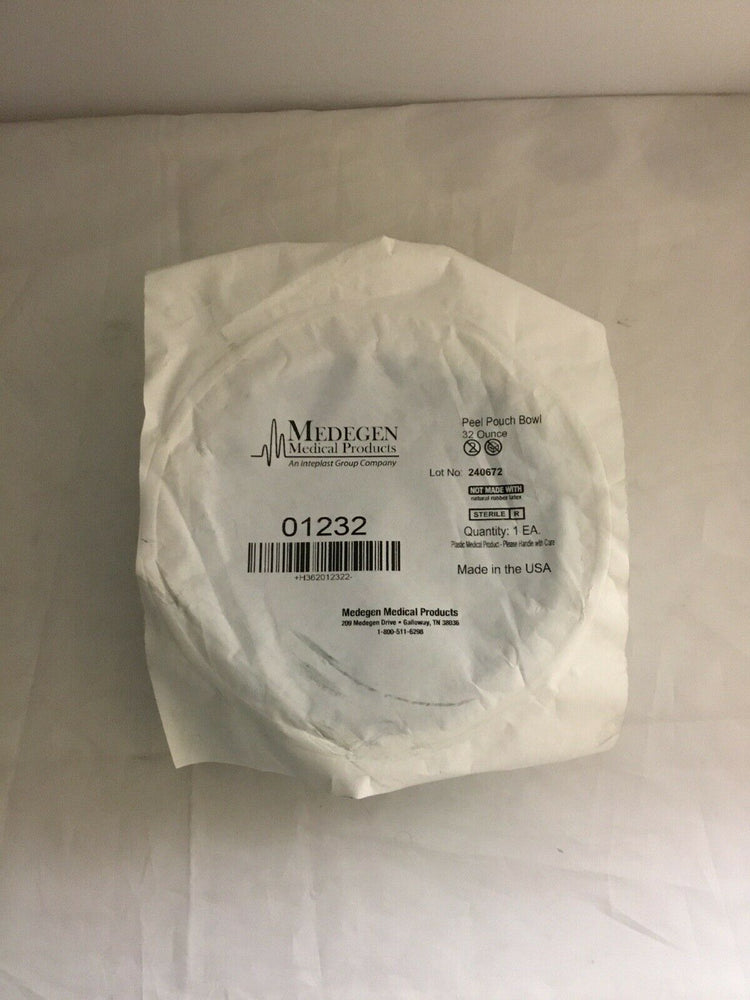 MEDEGEN
Medical Products
An Inteplast Group Company
01232
+H362012322-
Peel Pouch Bowl
32 Ounce
2
Lot No: 240672
NOT MADE WITH
natural rubber latex
STERILE R
Quantity: 1 EA.
Plastic Medical Product - Please Handle with Care
Made in the USA
Medegen Medical Products
209 Medegen Drive • Galloway, TN 38036
1-800-511-6298